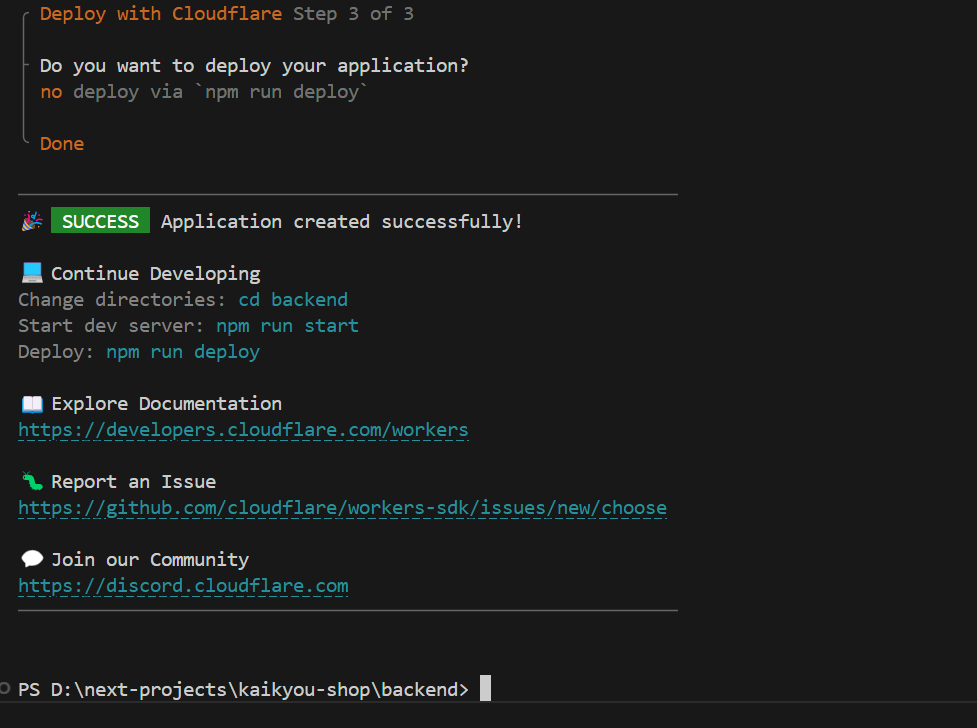 Deploy with Cloudflare Step 3 of 3
Do you want to deploy your application?
no deploy via `npm run deploy`
Done
SUCCESS Application created successfully!
Continue Developing
Change directories: cd backend
Start dev server: npm run start
Deploy: npm run deploy
Explore Documentation
https://developers.cloudflare.com/workers
Report an Issue
https://github.com/cloudflare/workers-sdk/issues/new/choose
Join our Community
https://discord.cloudflare.com
PS D:\next-projects\kaikyou-shop\backend>